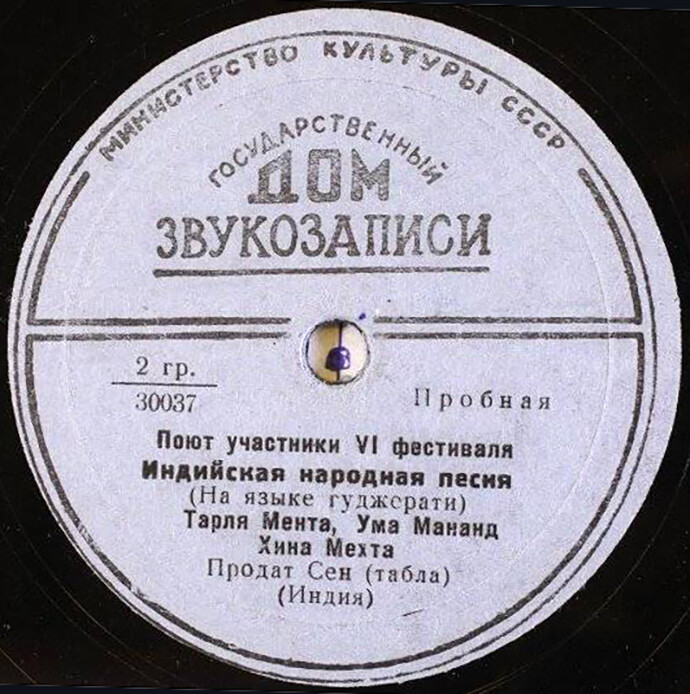 МИНИСТЕРСТВО КУЛЬТУРЫ СССР
ГОСУДАРСТВЕННЫЙ
ДОМ
ЗВУКОЗАПИСИ
2 гр.
30037
Пробная
Поют участники VI фестиваля
Индийская народная песня
(На языке гуджерати)
Тарля Мента, Ума Мананд
Хина Мехта
Продат Сен (табла)
(Индия)